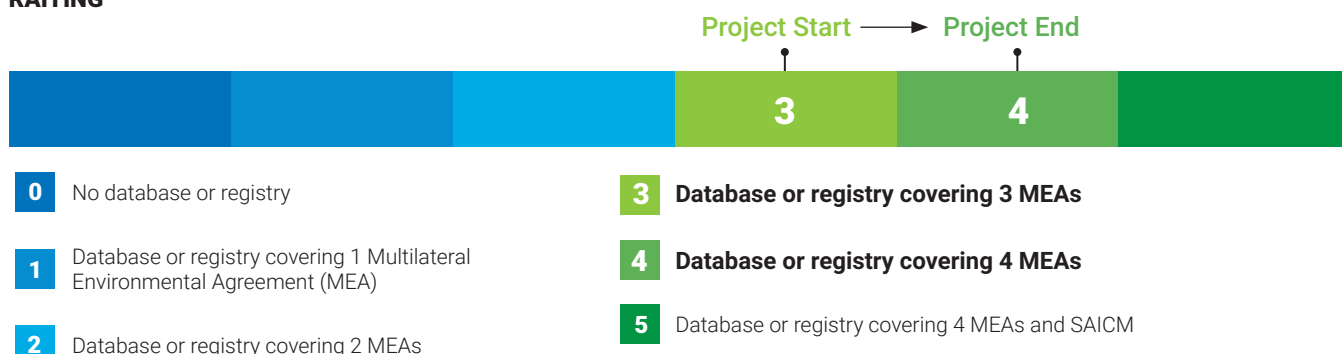 RAITING
Project Start Project End
3 4
0 No database or registry
1 Database or registry covering 1 Multilateral
Environmental Agreement (MEA)
2 Database or registry covering 2 MEAs
3 Database or registry covering 3 MEAs
4 Database or registry covering 4 MEAs
5 Database or registry covering 4 MEAs and SAICM